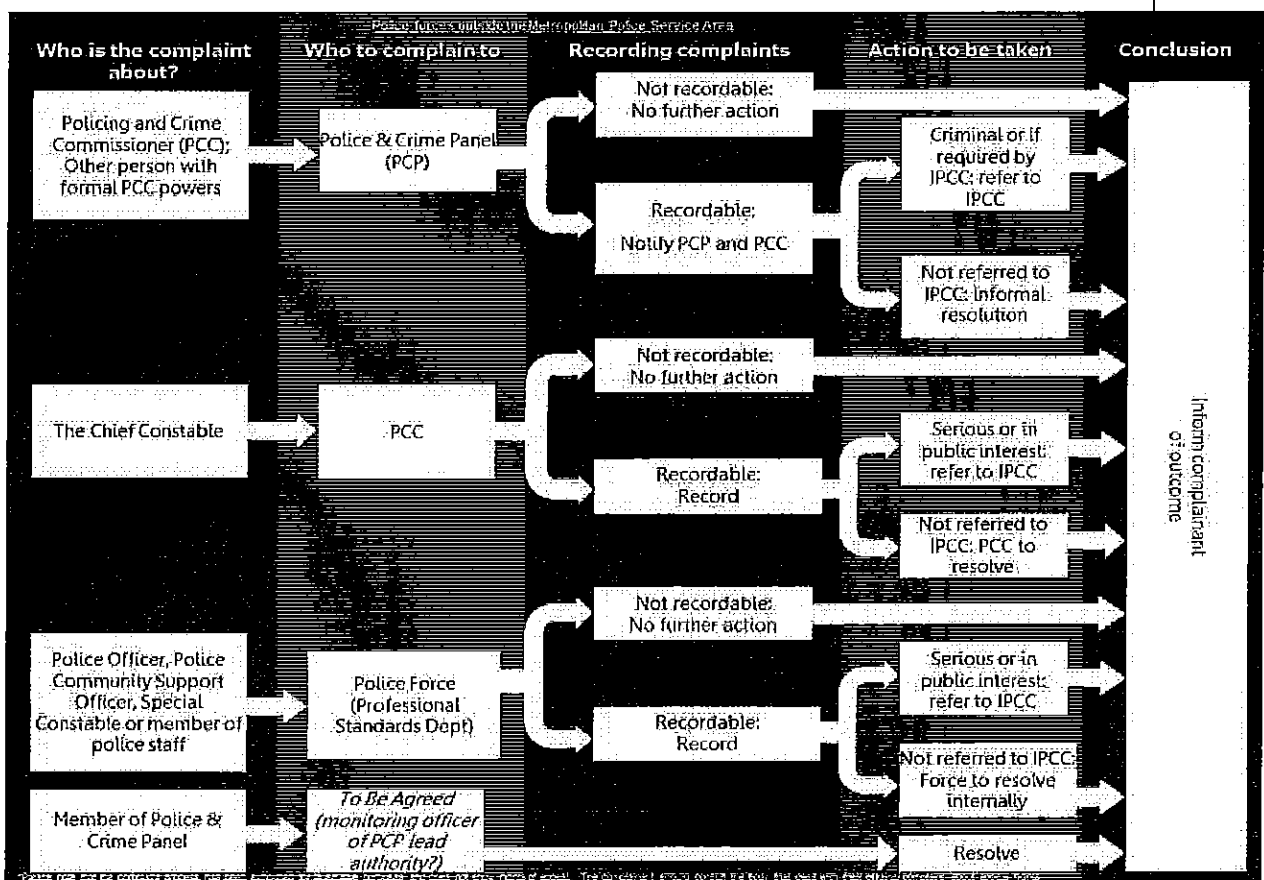 Police forces outside the Metropolitan Police Service Area
Who is the complaint
about?
Who to complain to
Recording complaints
Action to be taken
Conclusion
Policing and Crime
Commissioner (PCC);
Other person with
formal PCC powers
Police & Crime Panel
(PCP)
Not recordable:
No further action
Recordable:
Notify PCP and PCC
Criminal or if
required by
IPCC: refer to
IPCC
Not referred to
IPCC: Informal
resolution
The Chief Constable
PCC
Not recordable:
No further action
Recordable:
Record
Serious or in
public interest:
refer to IPCC
Not referred to
IPCC: PCC to
resolve
Police Officer, Police
Community Support
Officer, Special
Constable or member of
police staff
Police Force
(Professional
Standards Dept)
Not recordable:
No further action
Recordable:
Record
Serious or in
public interest:
refer to IPCC
Not referred to IPCC:
Force to resolve
internally
Member of Police &
Crime Panel
To Be Agreed
(monitoring officer
of PCP lead
authority?)
Resolve
Inform complainant
of outcome